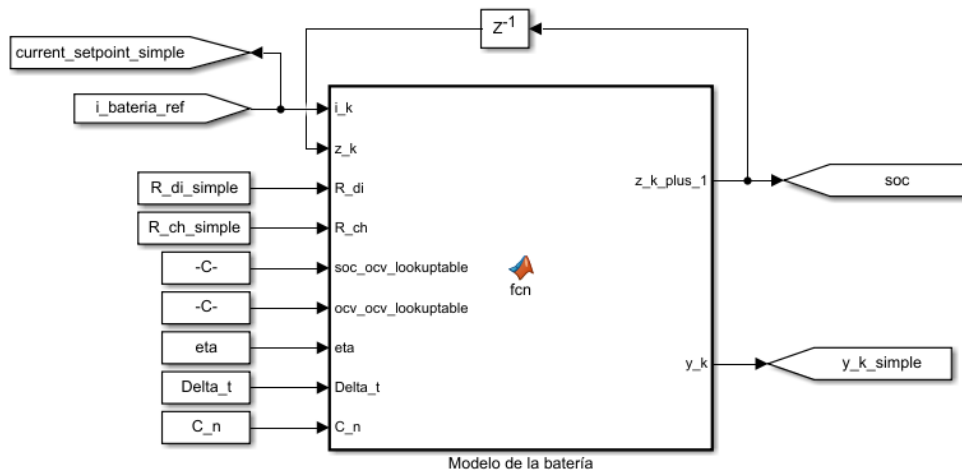 Z-1
current_setpoint_simple
i_bateria_ref
i_k
z_k
R_di_simple
R_di
z_k_plus_1
soc
R_ch_simple
R_ch
-C-
soc_ocv_lookuptable
fcn
-C-
ocv_ocv_lookuptable
eta
eta
y_k
y_k_simple
Delta_t
Delta_t
C_n
C_n
Modelo de la batería